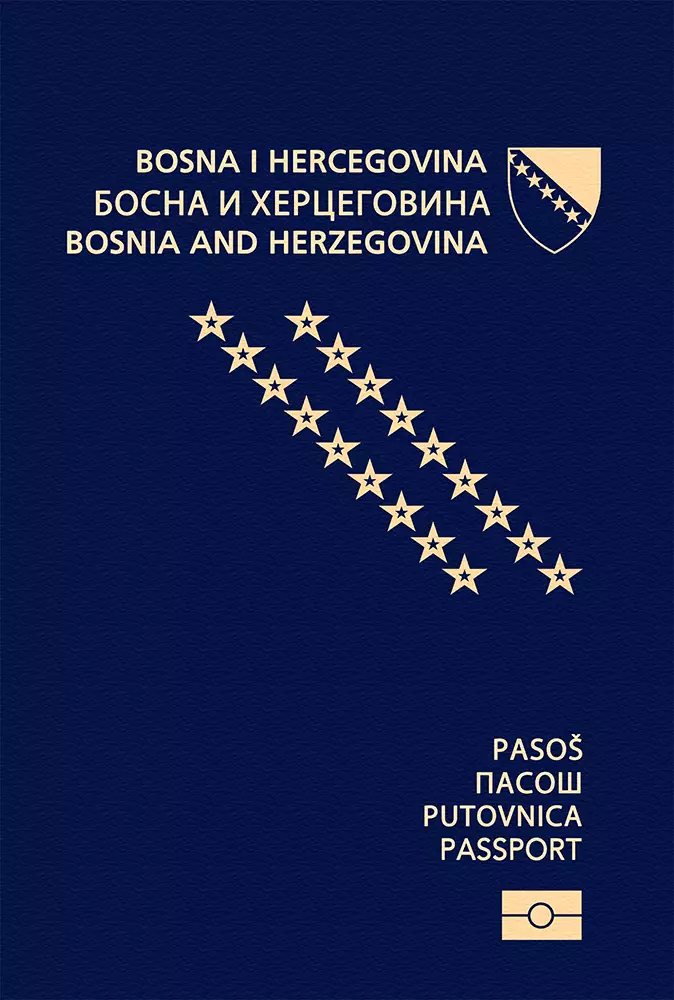 BOSNA I HERCEGOVINA
БОСНА И ХЕРЦЕГОВИНА
BOSNIA AND HERZEGOVINA
PASOŠ
ПАСОШ
PUTOVNICA
PASSPORT